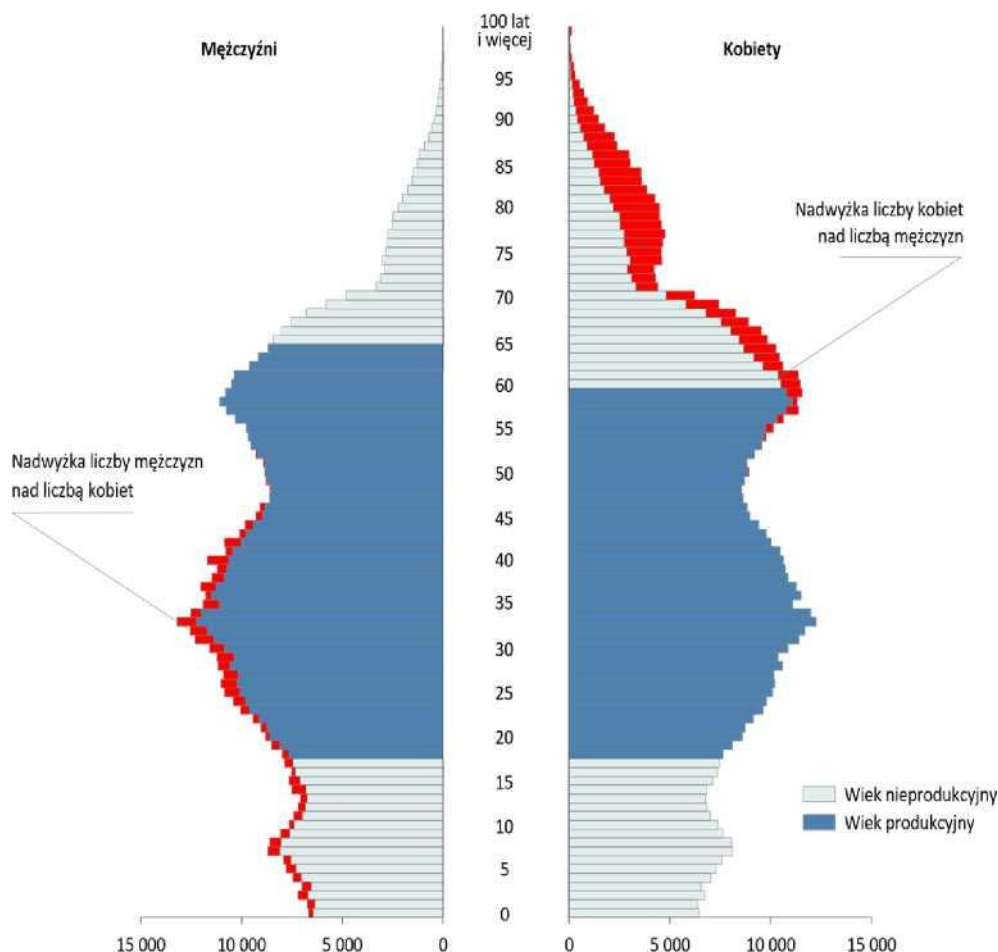 100 lat
i więcej
Mężczyźni
Kobiety
95
90
85
80
75
70
65
60
55
50
45
40
35
30
25
20
15
10
5
0
Nadwyżka liczby kobiet
nad liczbą mężczyzn
Nadwyżka liczby mężczyzn
nad liczbą kobiet
Wiek nieprodukcyjny
Wiek produkcyjny
15 000 10 000 5 000 0 0 5 000 10 000 15 000